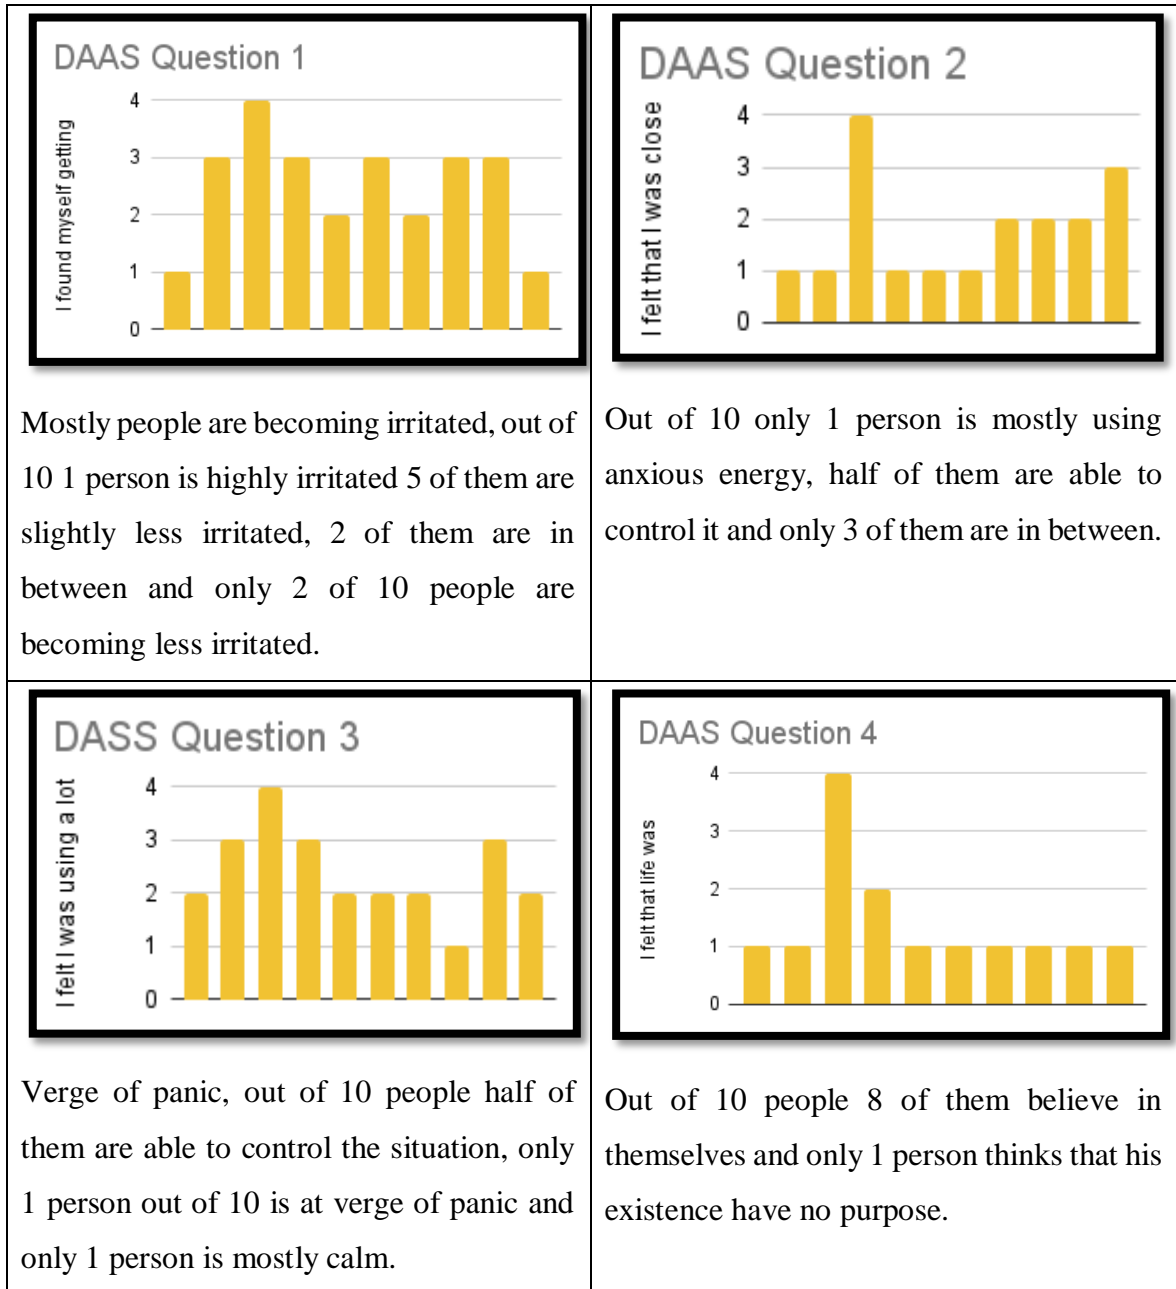 DAAS Question 1
I found myself getting
4
3
2
1
0
Mostly people are becoming irritated, out of
10 1 person is highly irritated 5 of them are
slightly less irritated, 2 of them are in
between and only 2 of 10 people are
becoming less irritated.
DAAS Question 2
I felt that I was close
4
3
2
1
0
Out of 10 only 1 person is mostly using
anxious energy, half of them are able to
control it and only 3 of them are in between.
DASS Question 3
I felt I was using a lot
4
3
2
1
0
Verge of panic, out of 10 people half of
them are able to control the situation, only
1 person out of 10 is at verge of panic and
only 1 person is mostly calm.
DAAS Question 4
I felt that life was
4
3
2
1
0
Out of 10 people 8 of them believe in
themselves and only 1 person thinks that his
existence have no purpose.